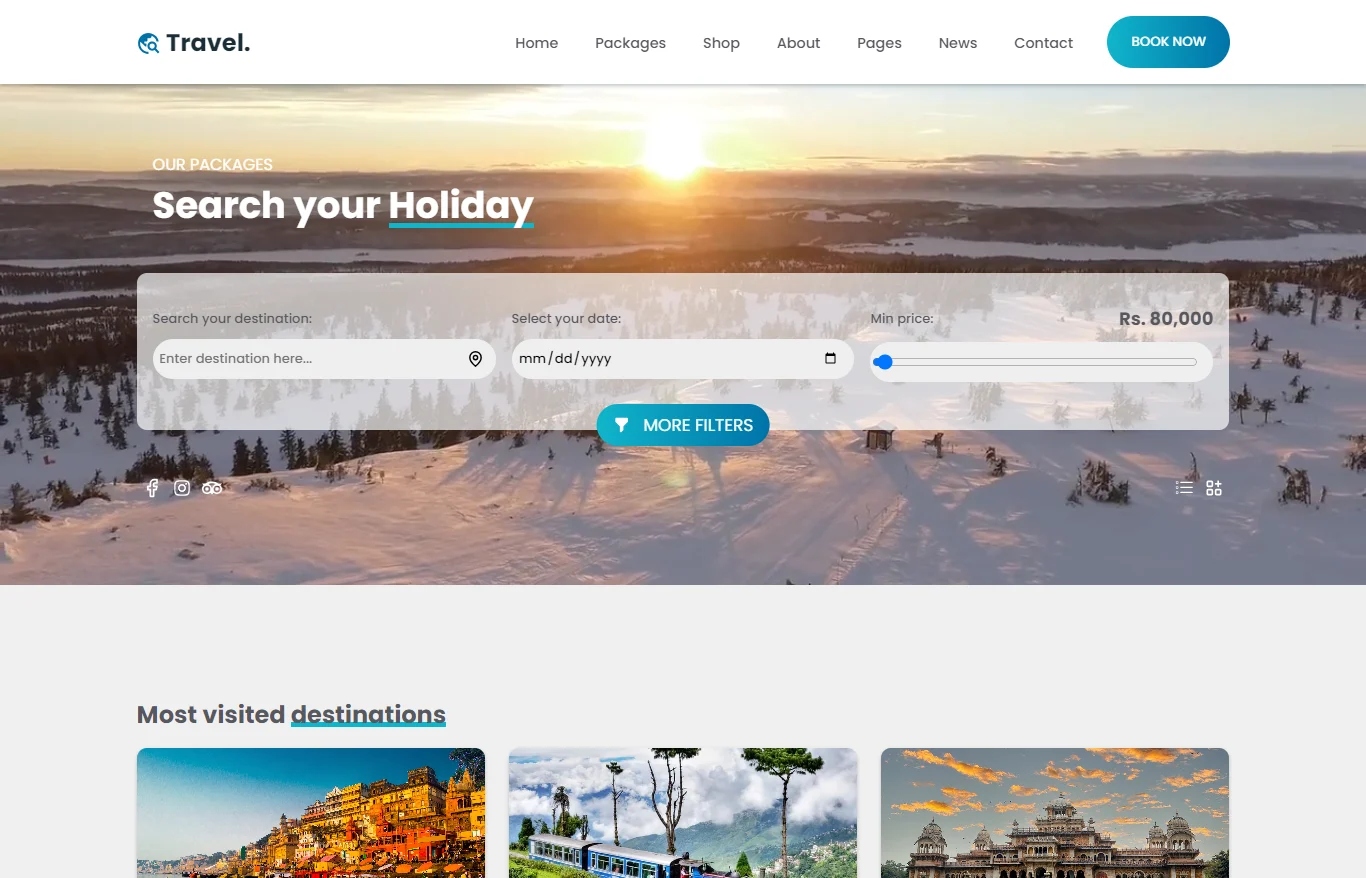 Travel.
Home
Packages
Shop
About
Pages
News
Contact
BOOK NOW
OUR PACKAGES
Search your Holiday
Search your destination:
Select your date:
Min price:
Rs. 80,000
Enter destination here...
mm/dd/yyyy
MORE FILTERS
Most visited destinations